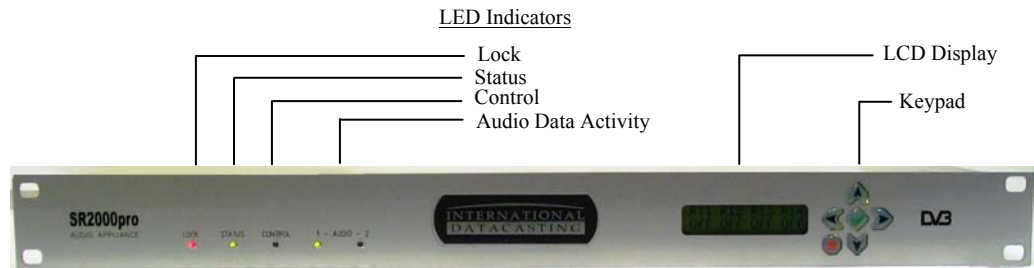 LED Indicators
Lock
Status
Control
Audio Data Activity
LCD Display
Keypad
SR2000pro
AUDIO APPLIANCE
LOCK STATUS CONTROL 1 - AUDIO - 2
INTERNATIONAL
DATACASTING
DVB